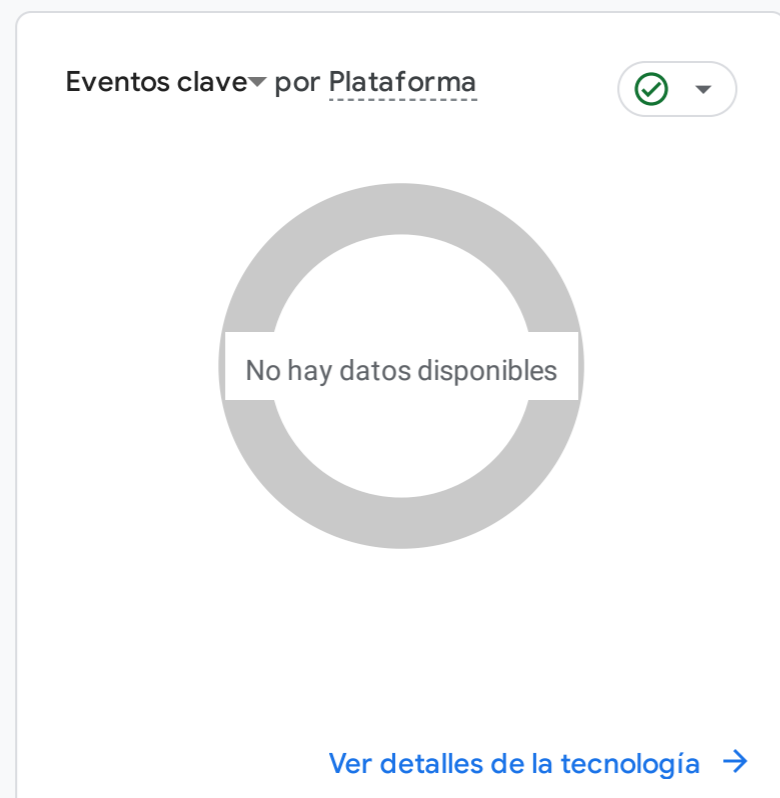 Eventos clave por Plataforma
No hay datos disponibles
Ver detalles de la tecnología